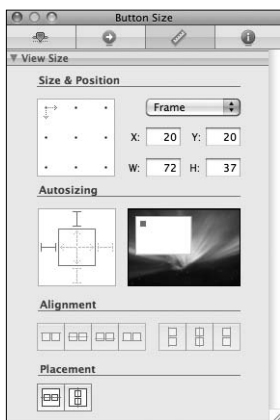 Button Size
View Size
Size & Position
Frame
X: 20 Y: 20
W: 72 H: 37
Autosizing
Alignment
Placement